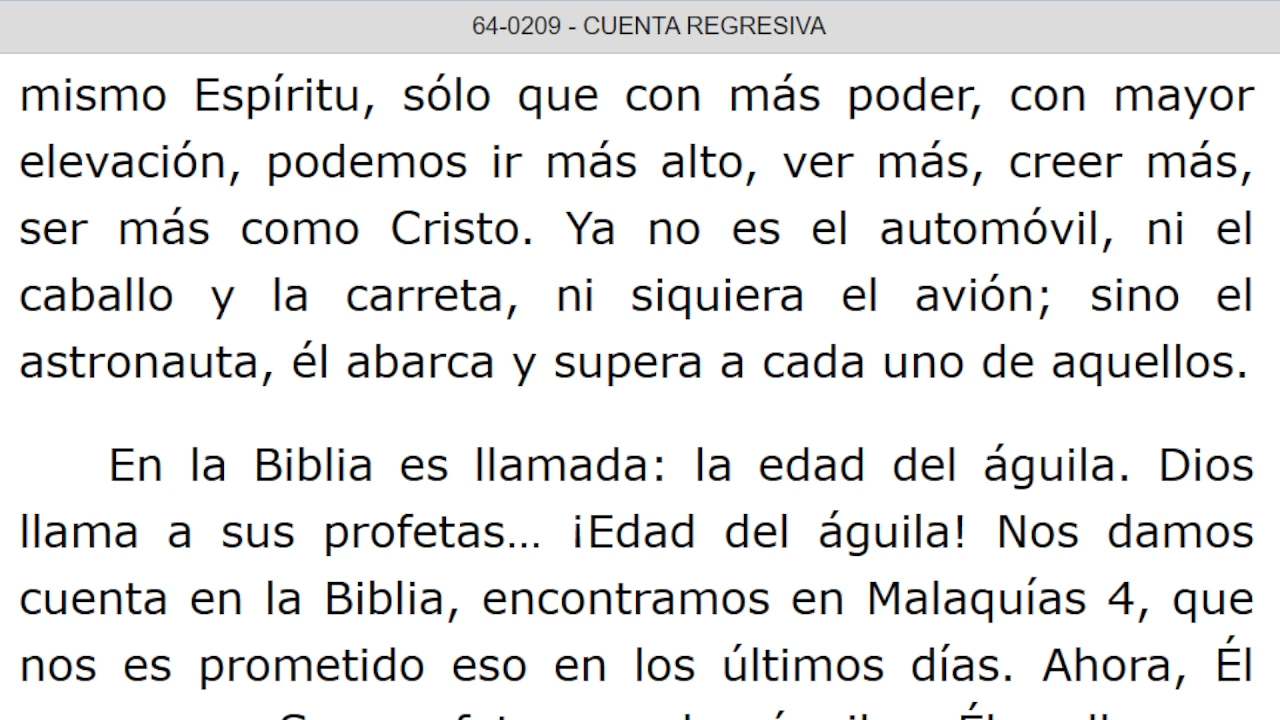 64-0209 - CUENTA REGRESIVA
mismo Espíritu, sólo que con más poder, con mayor
elevación, podemos ir más alto, ver más, creer más,
ser más como Cristo. Ya no es el automóvil, ni el
caballo y la carreta, ni siquiera el avión; sino el
astronauta, él abarca y supera a cada uno de aquellos.
En la Biblia es llamada: la edad del águila. Dios
llama a sus profetas… ¡Edad del águila! Nos damos
cuenta en la Biblia, encontramos en Malaquías 4, que
nos es prometido eso en los últimos días. Ahora, Él